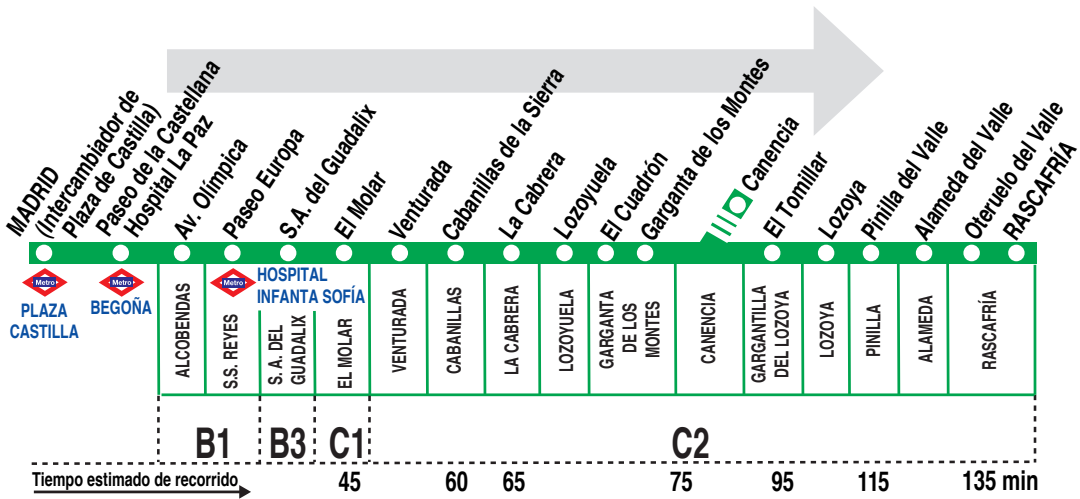 MADRID
(Intercambiador de
Plaza de Castilla)
Paseo de la Castellana
Hospital La Paz
Av. Olímpica
Paseo Europa
S.A. del Guadalix
El Molar
Venturada
Cabanillas de la Sierra
La Cabrera
Lozoyuela
El Cuadrón
Garganta de los Montes
Canencia
El Tomillar
Lozoya
Pinilla del Valle
Alameda del Valle
Oteruelo del Valle
RASCAFRÍA
Metro
PLAZA
CASTILLA
Metro
BEGOÑA
Metro
HOSPITAL
INFANTA SOFÍA
ALCOBENDAS
S.S. REYES
S. A. DEL
GUADALIX
EL MOLAR
VENTURADA
CABANILLAS
LA CABRERA
LOZOYUELA
GARGANTA
DE LOS
MONTES
CANENCIA
GARGANTILLA
DEL LOZOYA
LOZOYA
PINILLA
ALAMEDA
RASCAFRÍA
B1 B3 C1 C2
Tiempo estimado de recorrido 45 60 65 75 95 115 135 min